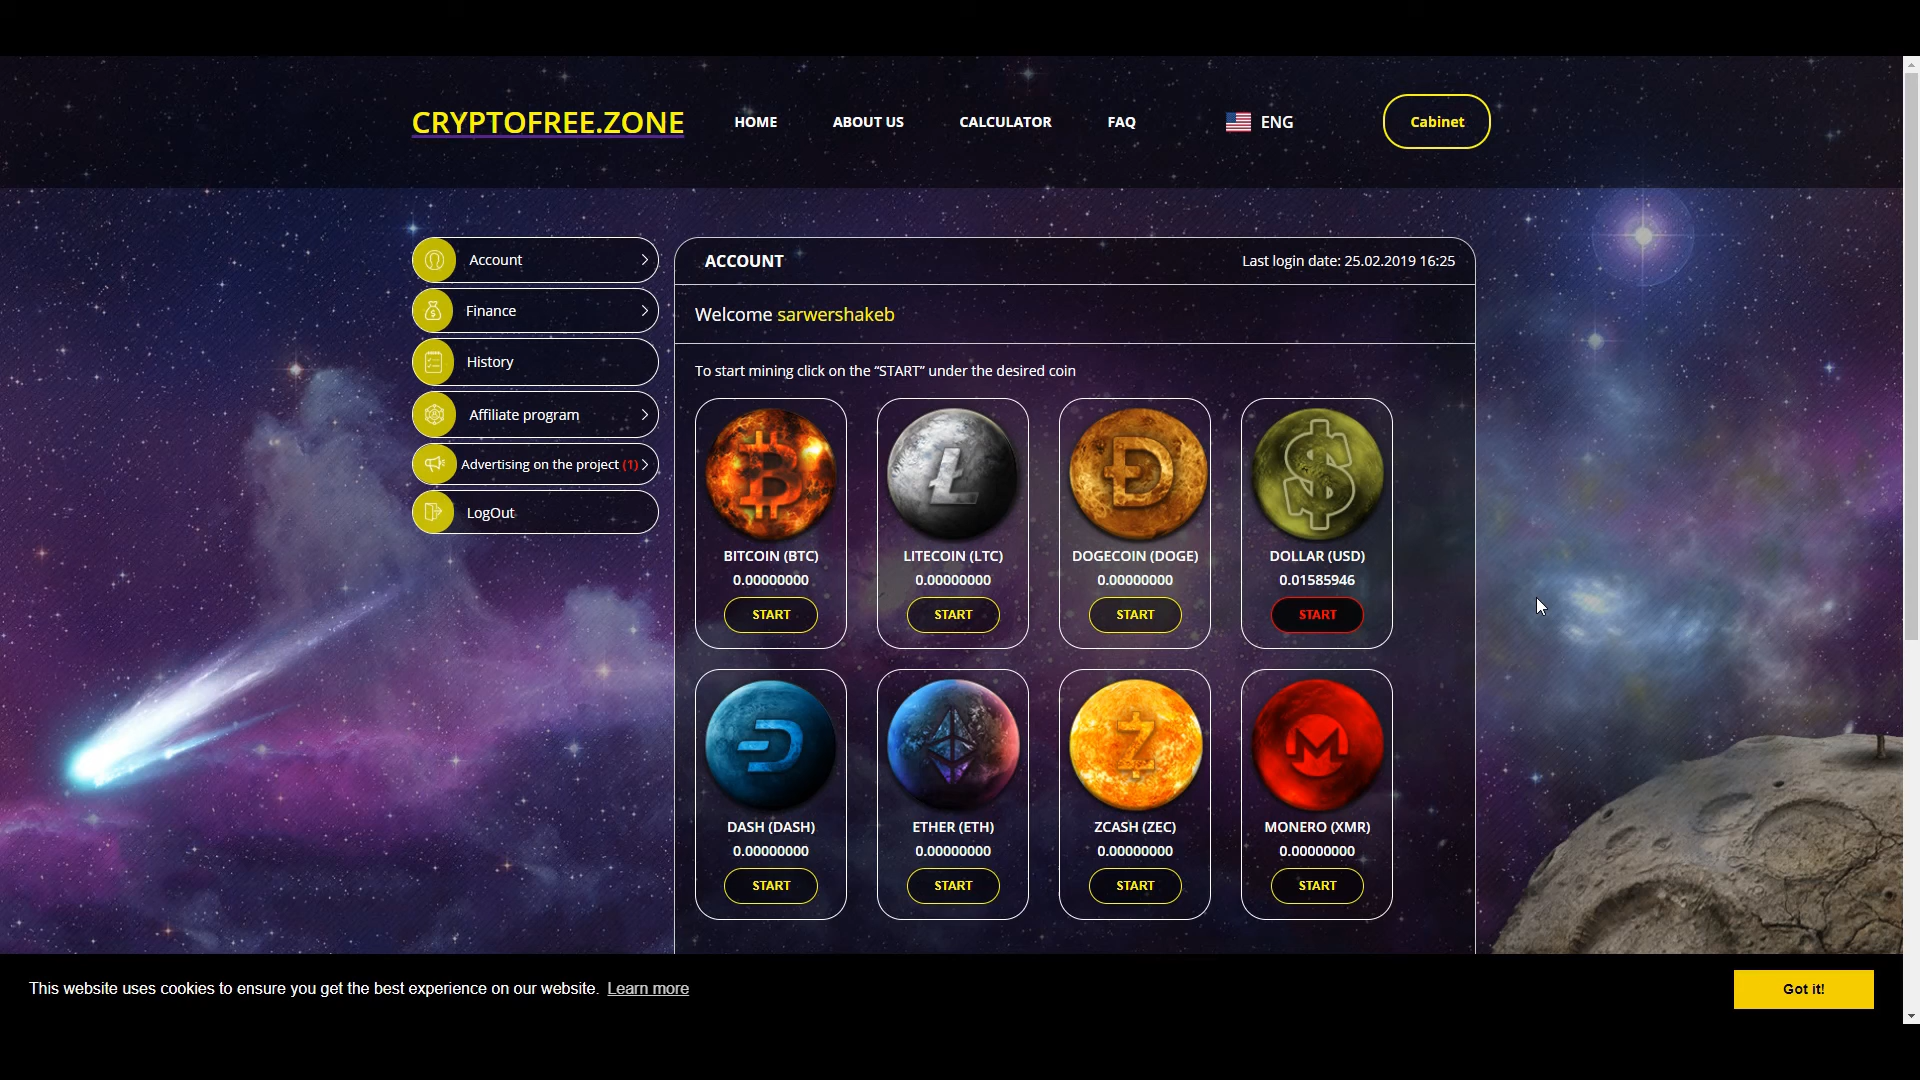 CRYPTOFREE.ZONE
HOME
ABOUT US
CALCULATOR
FAQ
ENG
Cabinet
Account
Finance
History
Affiliate program
Advertising on the project (1)
LogOut
ACCOUNT
Last login date: 25.02.2019 16:25
Welcome sarwershakeb
To start mining click on the “START” under the desired coin
BITCOIN (BTC)
0.00000000
START
LITECOIN (LTC)
0.00000000
START
DOGECOIN (DOGE)
0.00000000
START
DOLLAR (USD)
0.01585946
START
DASH (DASH)
0.00000000
START
ETHER (ETH)
0.00000000
START
ZCASH (ZEC)
0.00000000
START
MONERO (XMR)
0.00000000
START
This website uses cookies to ensure you get the best experience on our website. Learn more
Got it!